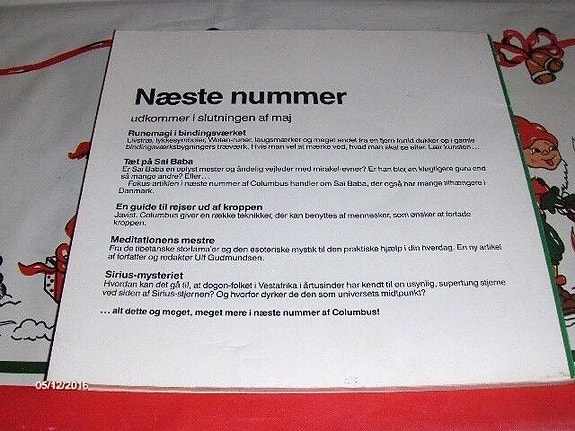 Næste nummer
udkommer i slutningen af maj
Runemagi i bindingsværket
Livstræ, lykkesymboler, Wotan-runer, laugsmærker og meget andet fra en fjern fortid dukker op i gamle
bindingsværksbygningers træværk. Hvis man vel at mærke ved, hvad man skal se efter. Lær kunsten...
Tæt på Sai Baba
Er Sai Baba en oplyst mester og åndelig vejleder med mirakel-evner? Er han blot en kløgtigere guru end
så mange andre? Eller...
Fokus-artiklen i næste nummer af Columbus handler om Sai Baba, der også har mange tilhængere i
Danmark.
En guide til rejser ud af kroppen
Javist. Columbus giver en række teknikker, der kan benyttes af mennesker, som ønsker at forlade
kroppen.
Meditationens mestre
Fra de tibetanske storlama'er og den esoteriske mystik til den praktiske hjælp i din hverdag. En ny artikel
af forfatter og redaktør Ulf Gudmundsen.
Sirius-mysteriet
Hvordan kan det gå til, at dogon-folket i Vestafrika i årtusinder har kendt til en usynlig, supertung stjerne
ved siden af Sirius-stjernen? Og hvorfor dyrker de den som universets midtpunkt?
... alt dette og meget, meget mere i næste nummer af Columbus!
05/12/2016